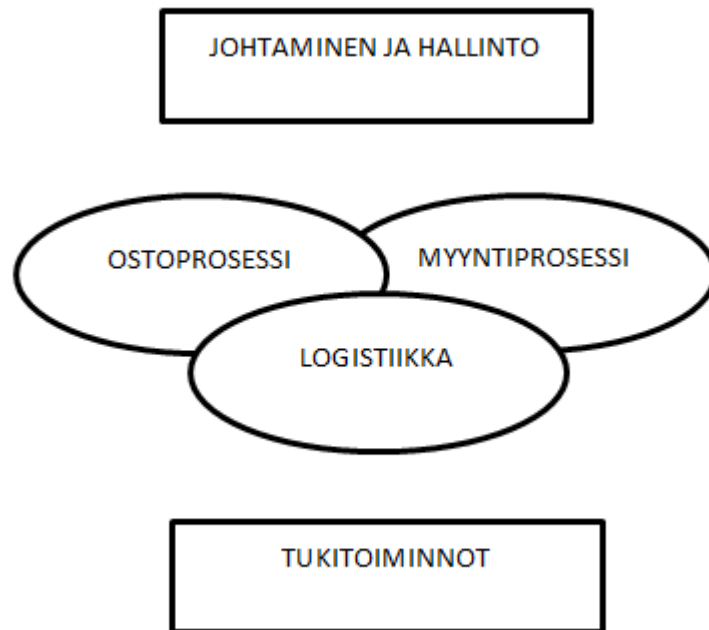 JOHTAMINEN JA HALLINTO
OSTOPROSESSI
MYYNTIPROSESSI
LOGISTIIKKA
TUKITOIMINNOT